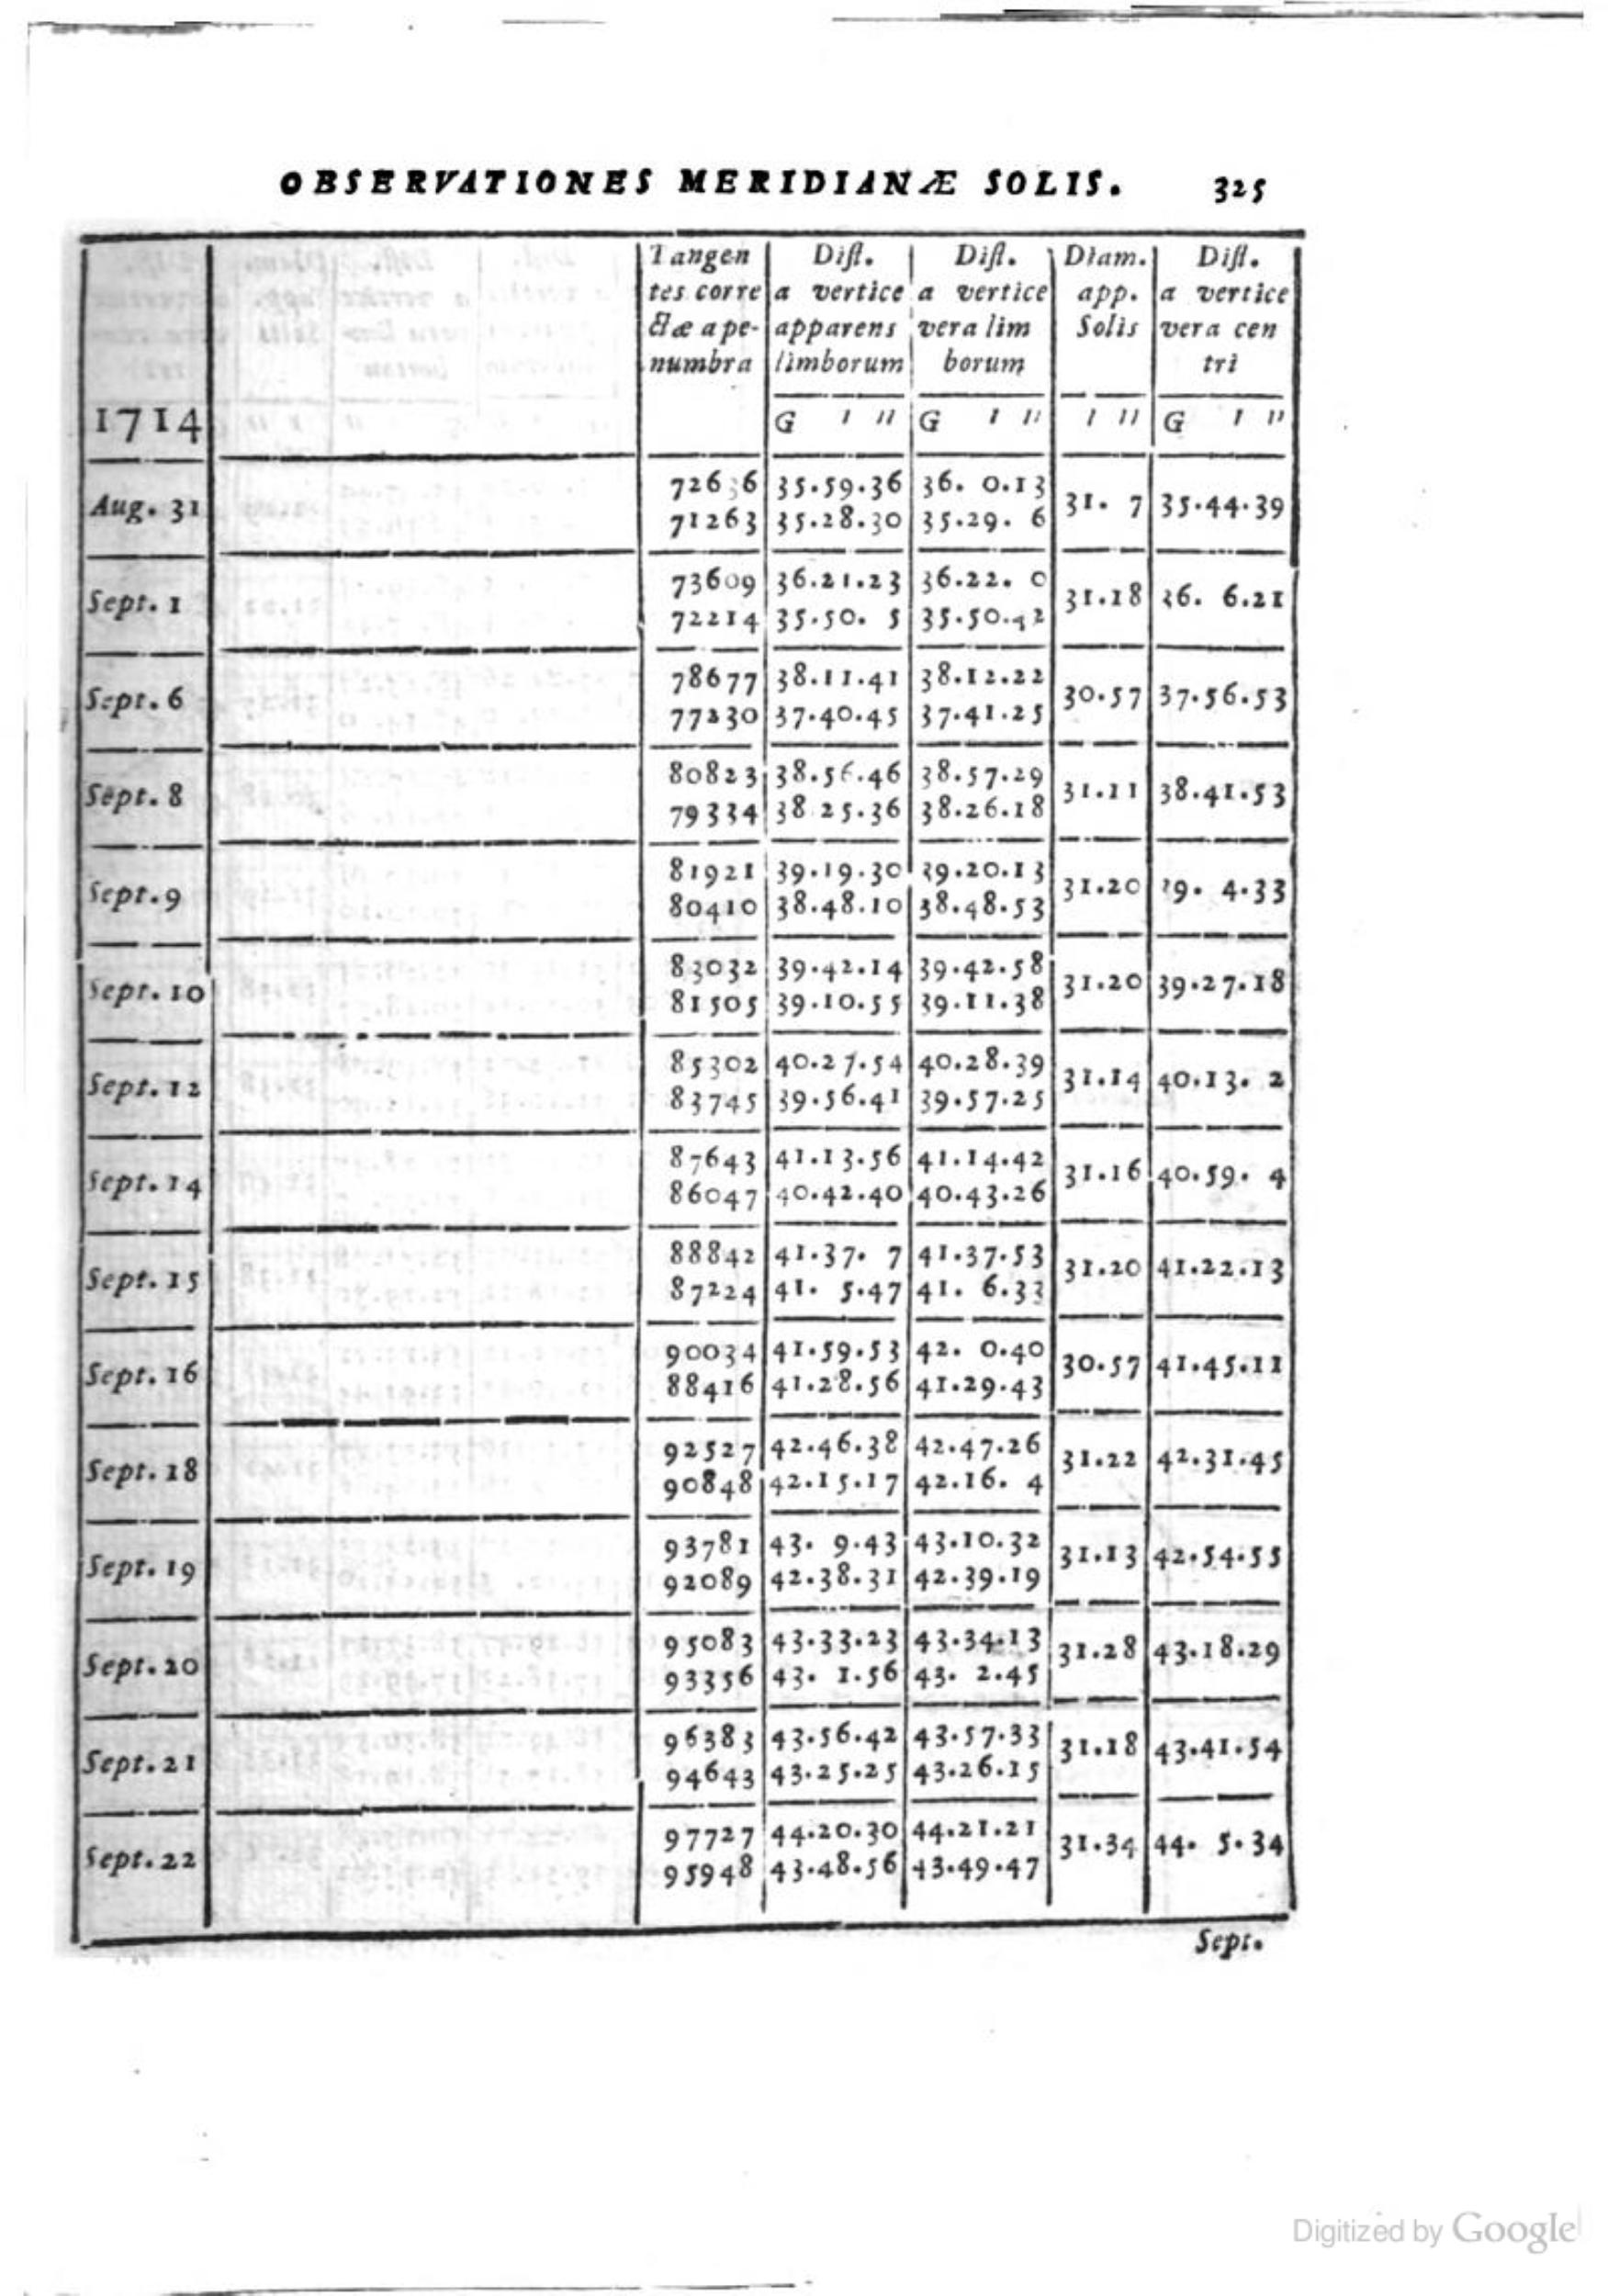 OBSERVATIONES MERIDIANÆ SOLIS. 325
1714
Tangen
tes corre
ctæ a pe-
numbra
Dist.
a vertice
apparens
limborum
G ' "
Dist.
a vertice
vera lim
borum
G ' "
Diam.
app.
Solis
' "
Dist.
a vertice
vera cen
tri
G ' "
Aug. 31
72636 35.59.36 36. 0.13
71263 35.28.30 35.29. 6
31. 7 35.44.39
Sept. 1
73609 36.21.23 36.22. 0
72214 35.50. 5 35.50.42
31.18 36. 6.21
Sept. 6
78677 38.11.41 38.12.22
77230 37.40.45 37.41.25
30.57 37.56.53
Sept. 8
80823 38.56.46 38.57.29
79334 38 25.36 38.26.18
31.11 38.41.53
Sept. 9
81921 39.19.30 39.20.13
80410 38.48.10 38.48.53
31.20 39. 4.33
Sept. 10
83032 39.42.14 39.42.58
81505 39.10.55 39.11.38
31.20 39.27.18
Sept. 12
85302 40.27.54 40.28.39
83745 39.56.41 39.57.25
31.14 40.13. 2
Sept. 14
87643 41.13.56 41.14.42
86047 40.42.40 40.43.26
31.16 40.59. 4
Sept. 15
88842 41.37. 7 41.37.53
87224 41. 5.47 41. 6.33
31.20 41.22.13
Sept. 16
90034 41.59.53 42. 0.40
88416 41.28.56 41.29.43
30.57 41.45.11
Sept. 18
92527 42.46.38 42.47.26
90848 42.15.17 42.16. 4
31.22 42.31.45
Sept. 19
93781 43. 9.43 43.10.32
92089 42.38.31 42.39.19
31.13 42.54.55
Sept. 20
95083 43.33.23 43.34.13
93356 43. 1.56 43. 2.45
31.28 43.18.29
Sept. 21
96383 43.56.42 43.57.33
94643 43.25.25 43.26.15
31.18 43.41.54
Sept. 22
97727 44.20.30 44.21.21
95948 43.48.56 43.49.47
31.34 44. 5.34
Sept.
Digitized by Google